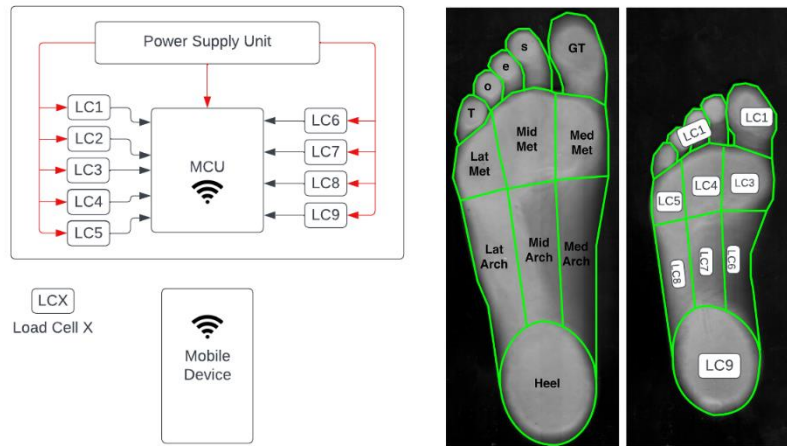 Power Supply Unit
LC1
LC2
LC3
LC4
LC5
MCU
LC6
LC7
LC8
LC9
LCX
Load Cell X
Mobile
Device
T
o
e
s
GT
Lat
Met
Mid
Met
Med
Met
Lat
Arch
Mid
Arch
Med
Arch
Heel
LC1
LC1
LC5
LC4
LC3
LC8
LC7
LC6
LC9